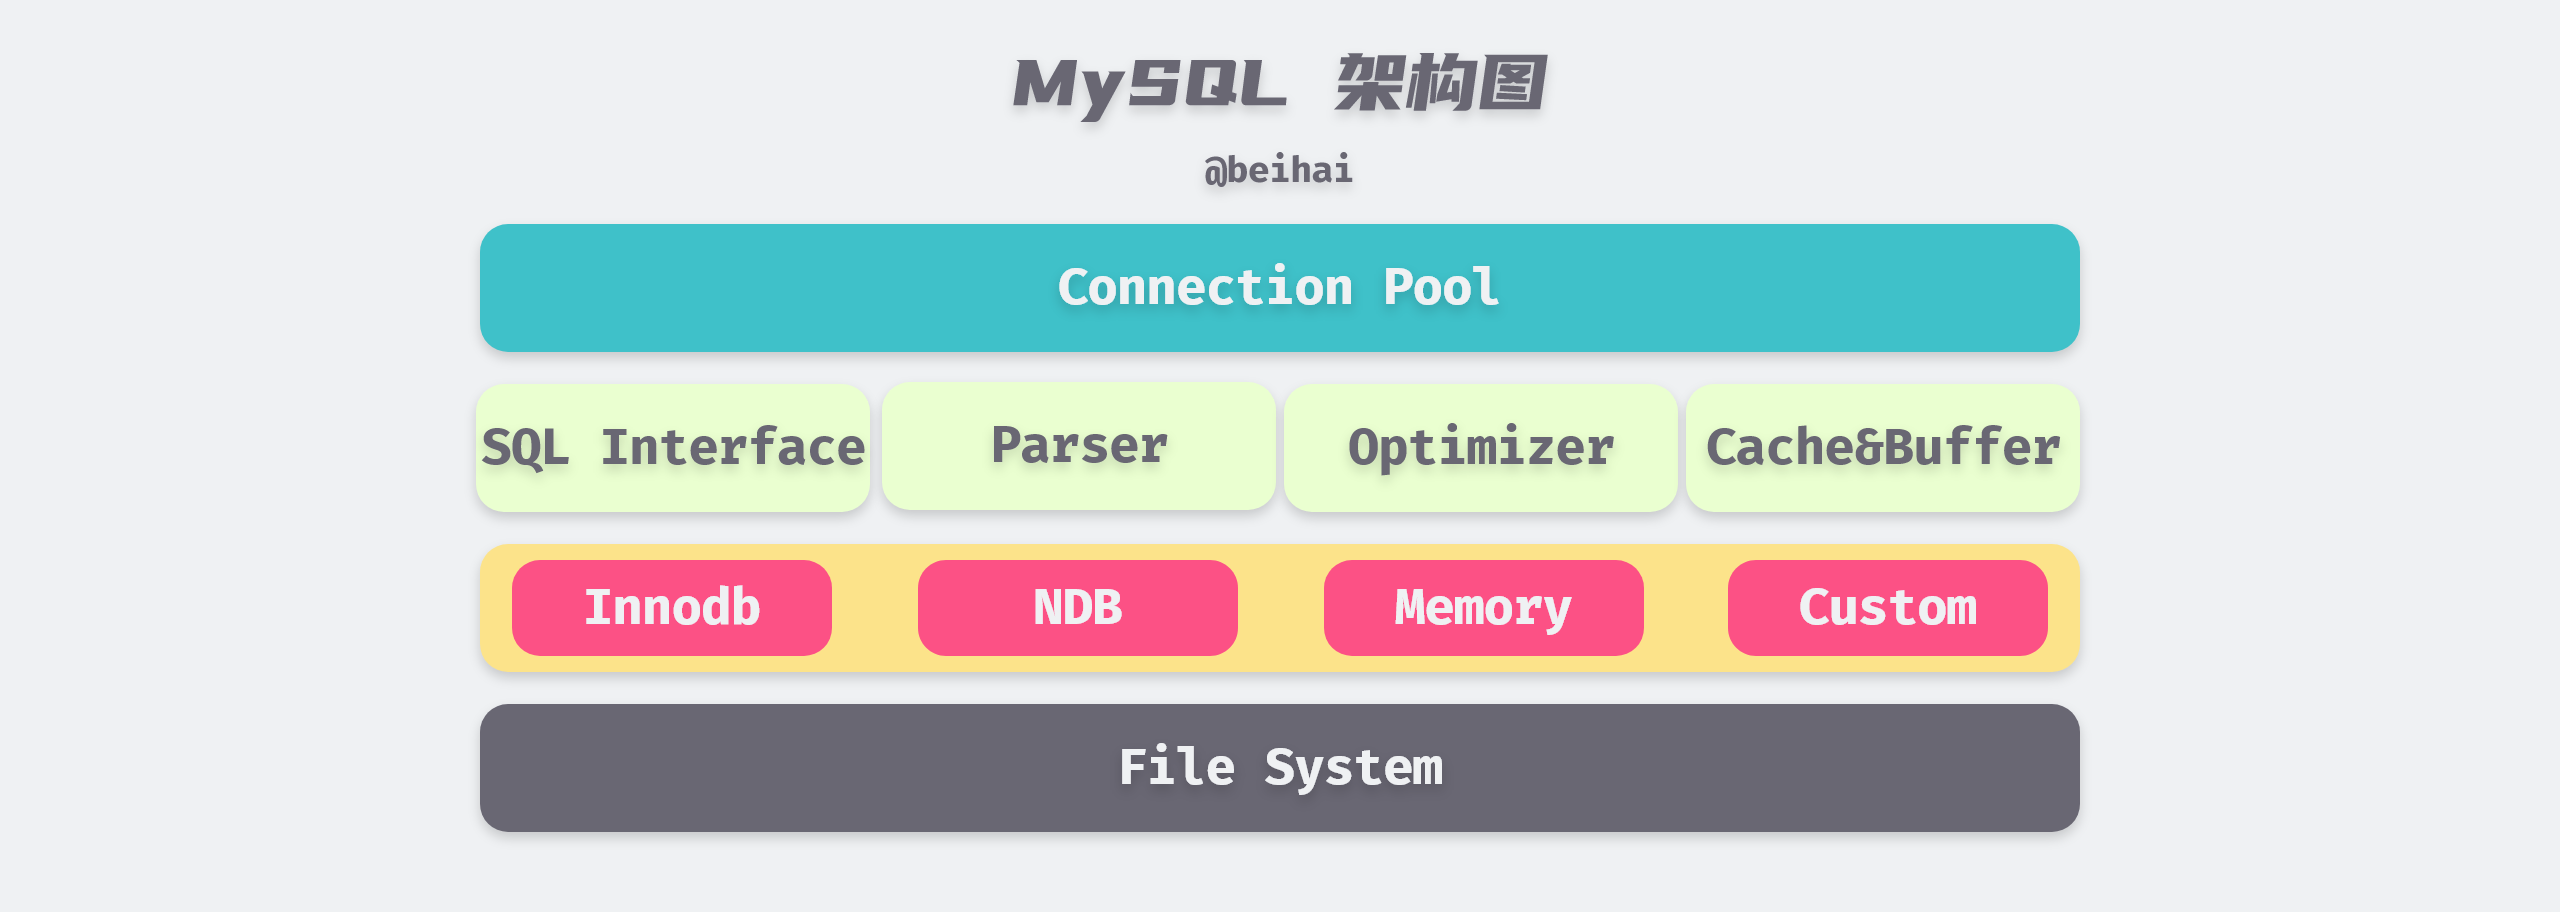 MySQL 架构图
@beihai
Connection Pool
SQL Interface
Parser
Optimizer
Cache&Buffer
Innodb
NDB
Memory
Custom
File System